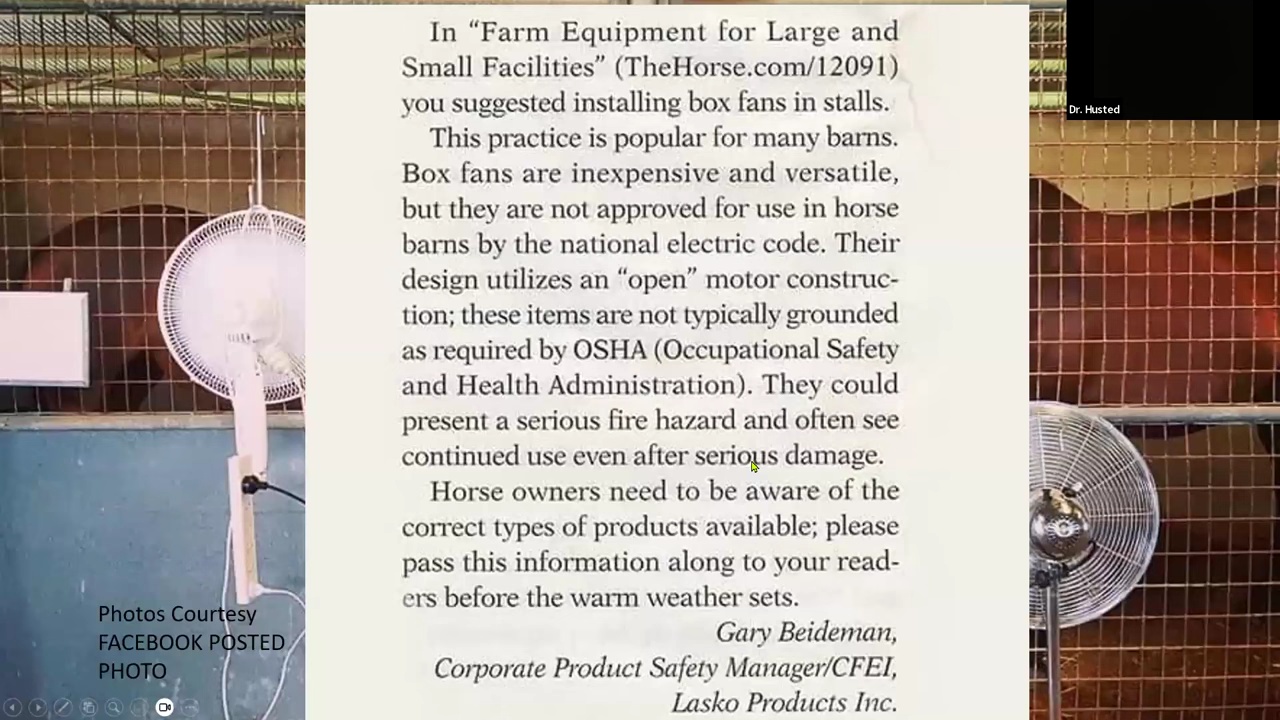 In “Farm Equipment for Large and
Small Facilities” (TheHorse.com/12091)
you suggested installing box fans in stalls.
This practice is popular for many barns.
Box fans are inexpensive and versatile,
but they are not approved for use in horse
barns by the national electric code. Their
design utilizes an “open” motor construc-
tion; these items are not typically grounded
as required by OSHA (Occupational Safety
and Health Administration). They could
present a serious fire hazard and often see
continued use even after serious damage.
Horse owners need to be aware of the
correct types of products available; please
pass this information along to your read-
ers before the warm weather sets.
Gary Beideman,
Corporate Product Safety Manager/CFEI,
Lasko Products Inc.
Photos Courtesy
FACEBOOK POSTED
PHOTO
Dr. Husted